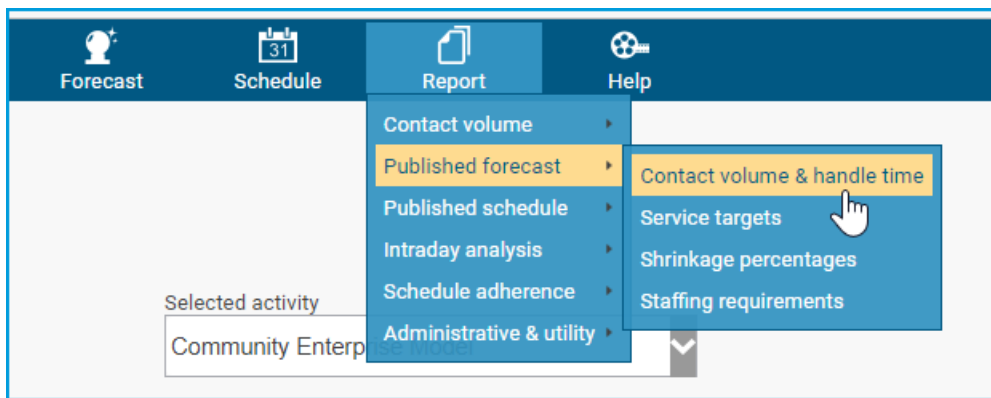 31
Forecast
Schedule
Report
Help
Contact volume
Published forecast
Published schedule
Intraday analysis
Schedule adherence
Administrative & utility
Contact volume & handle time
Service targets
Shrinkage percentages
Staffing requirements
Selected activity
Community Enterprise Model